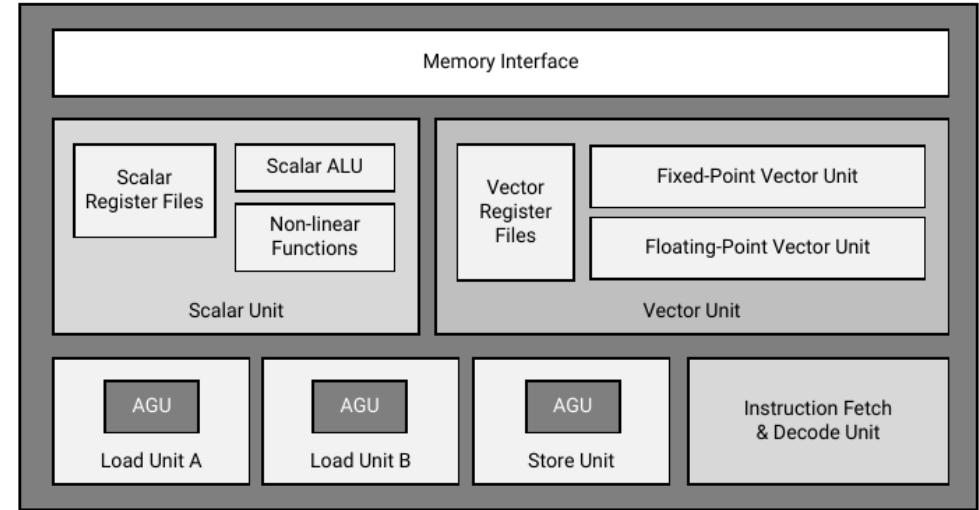 Memory Interface
Scalar
Register Files
Scalar ALU
Non-linear
Functions
Scalar Unit
Vector
Register
Files
Fixed-Point Vector Unit
Floating-Point Vector Unit
Vector Unit
AGU
Load Unit A
AGU
Load Unit B
AGU
Store Unit
Instruction Fetch
& Decode Unit